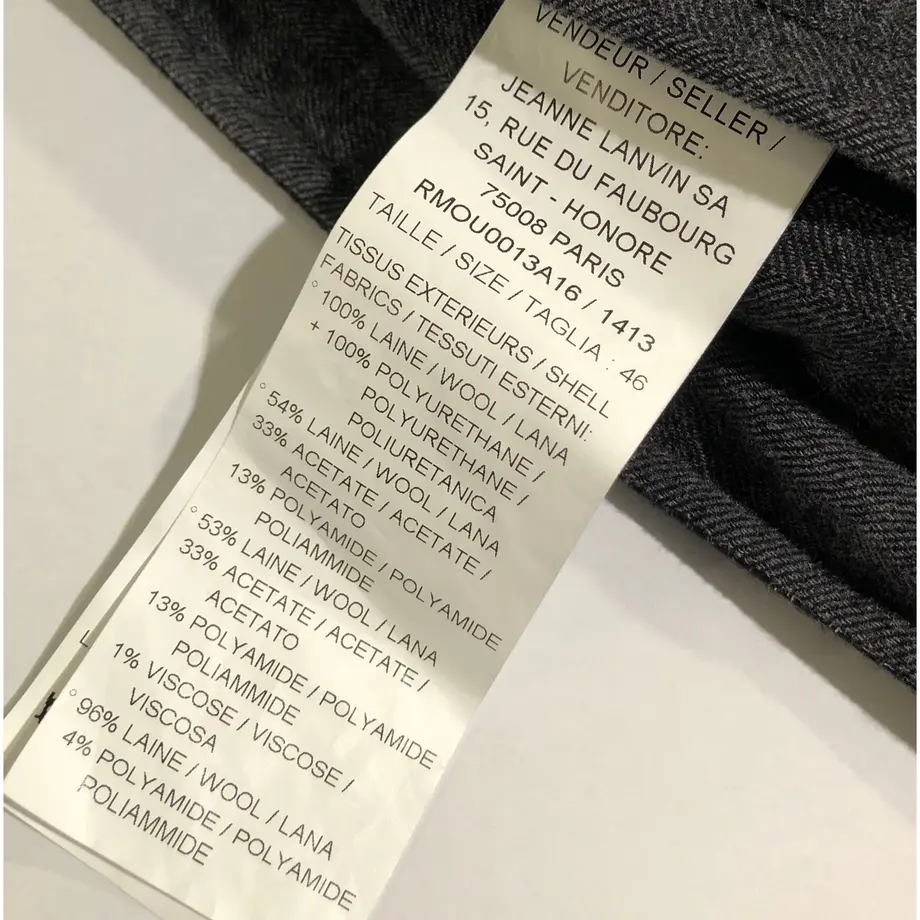 VENDEUR / SELLER /
VENDITORE:
JEANNE LANVIN SA
15, RUE DU FAUBOURG
SAINT - HONORE
75008 PARIS
RMOU0013A16 / 1413
TAILLE / SIZE / TAGLIA : 46
TISSUS EXTERIEURS / SHELL
FABRICS / TESSUTI ESTERNI:
° 100% LAINE / WOOL / LANA
+ 100% POLYURETHANE /
POLYURETHANE /
POLIURETANICA
° 54% LAINE / WOOL / LANA
33% ACETATE / ACETATE /
ACETATO
13% POLYAMIDE / POLYAMIDE
POLIAMMIDE
° 53% LAINE / WOOL / LANA
33% ACETATE / ACETATE /
ACETATO
13% POLYAMIDE / POLYAMIDE
POLIAMMIDE
1% VISCOSE / VISCOSE /
VISCOSA
° 96% LAINE / WOOL / LANA
4% POLYAMIDE / POLYAMIDE
POLIAMMIDE